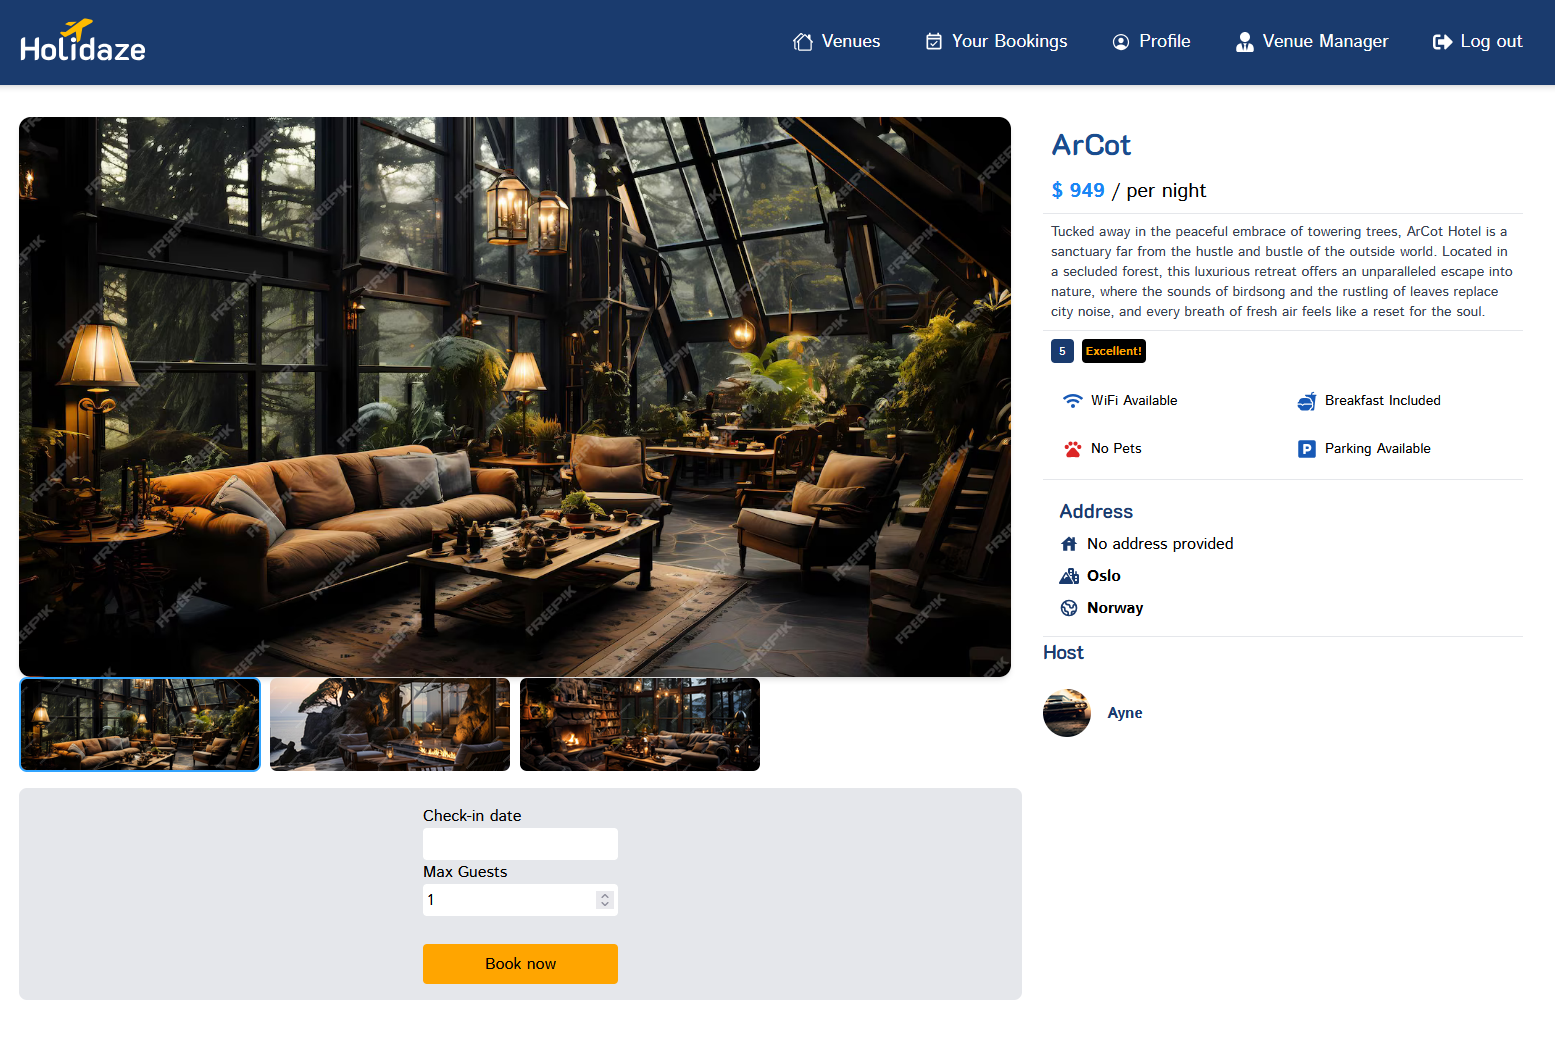 Holidaze
Venues
Your Bookings
Profile
Venue Manager
Log out
FREEPIK
ArCot
$ 949 / per night
Tucked away in the peaceful embrace of towering trees, ArCot Hotel is a
sanctuary far from the hustle and bustle of the outside world. Located in
a secluded forest, this luxurious retreat offers an unparalleled escape into
nature, where the sounds of birdsong and the rustling of leaves replace
city noise, and every breath of fresh air feels like a reset for the soul.
5 Excellent!
WiFi Available
Breakfast Included
No Pets
Parking Available
Address
No address provided
Oslo
Norway
Host
Ayne
Check-in date
Max Guests
1
Book now